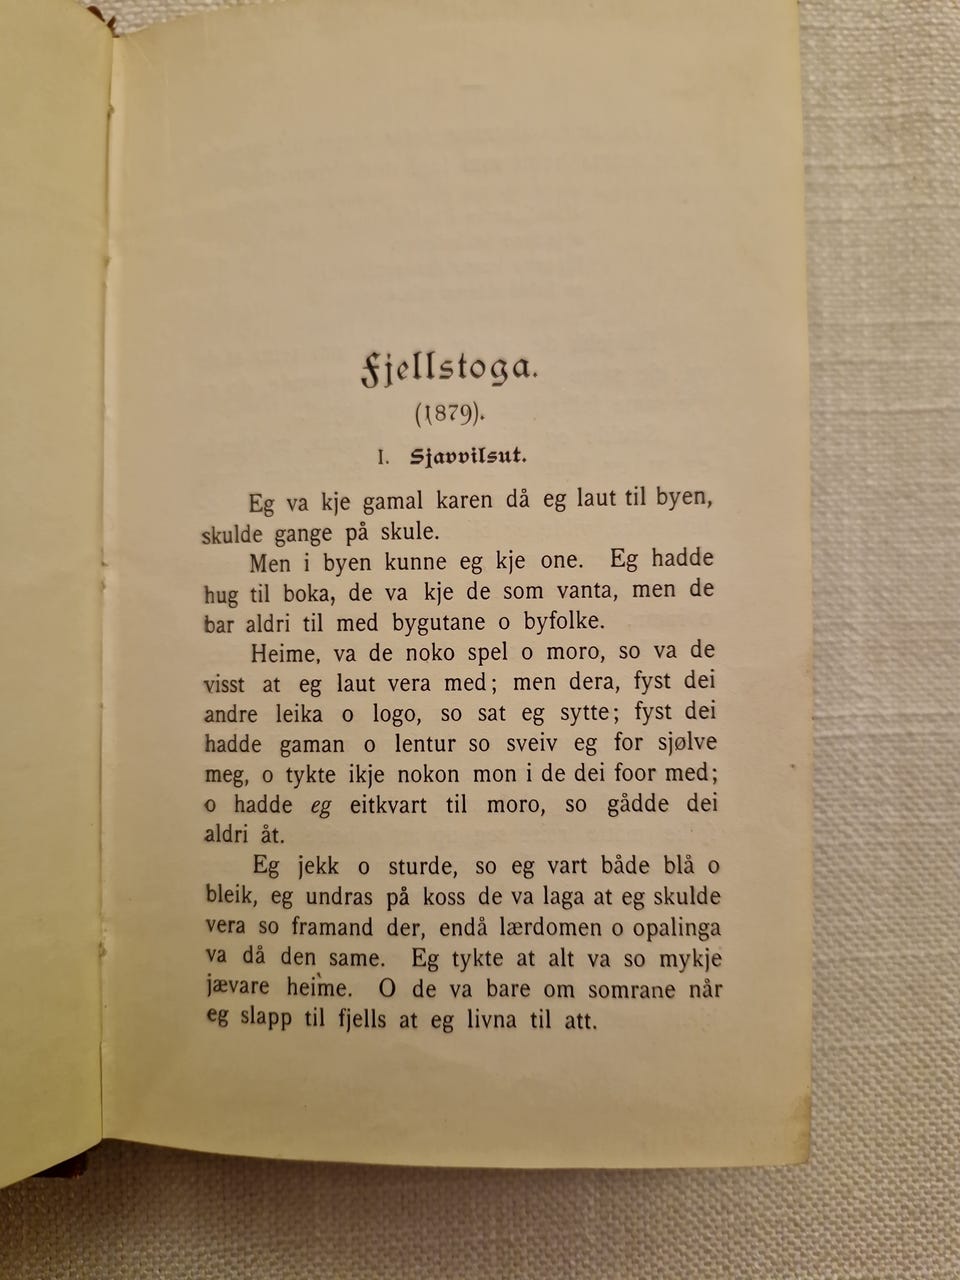 Fjellstoga.
(1879).
I. Sjavvilsut.
Eg va kje gamal karen då eg laut til byen,
skulde gange på skule.
Men i byen kunne eg kje one. Eg hadde
hug til boka, de va kje de som vanta, men de
bar aldri til med bygutane o byfolke.
Heime, va de noko spel o moro, so va de
visst at eg laut vera med; men dera, fyst dei
andre leika o logo, so sat eg sytte; fyst dei
hadde gaman o lentur so sveiv eg for sjølve
meg, o tykte ikje nokon mon i de dei foor med;
o hadde eg eitkvart til moro, so gådde dei
aldri åt.
Eg jekk o sturde, so eg vart både blå o
bleik, eg undras på koss de va laga at eg skulde
vera so framand der, endå lærdomen o opalinga
va då den same. Eg tykte at alt va so mykje
jævare heime. O de va bare om somrane når
eg slapp til fjells at eg livna til att.